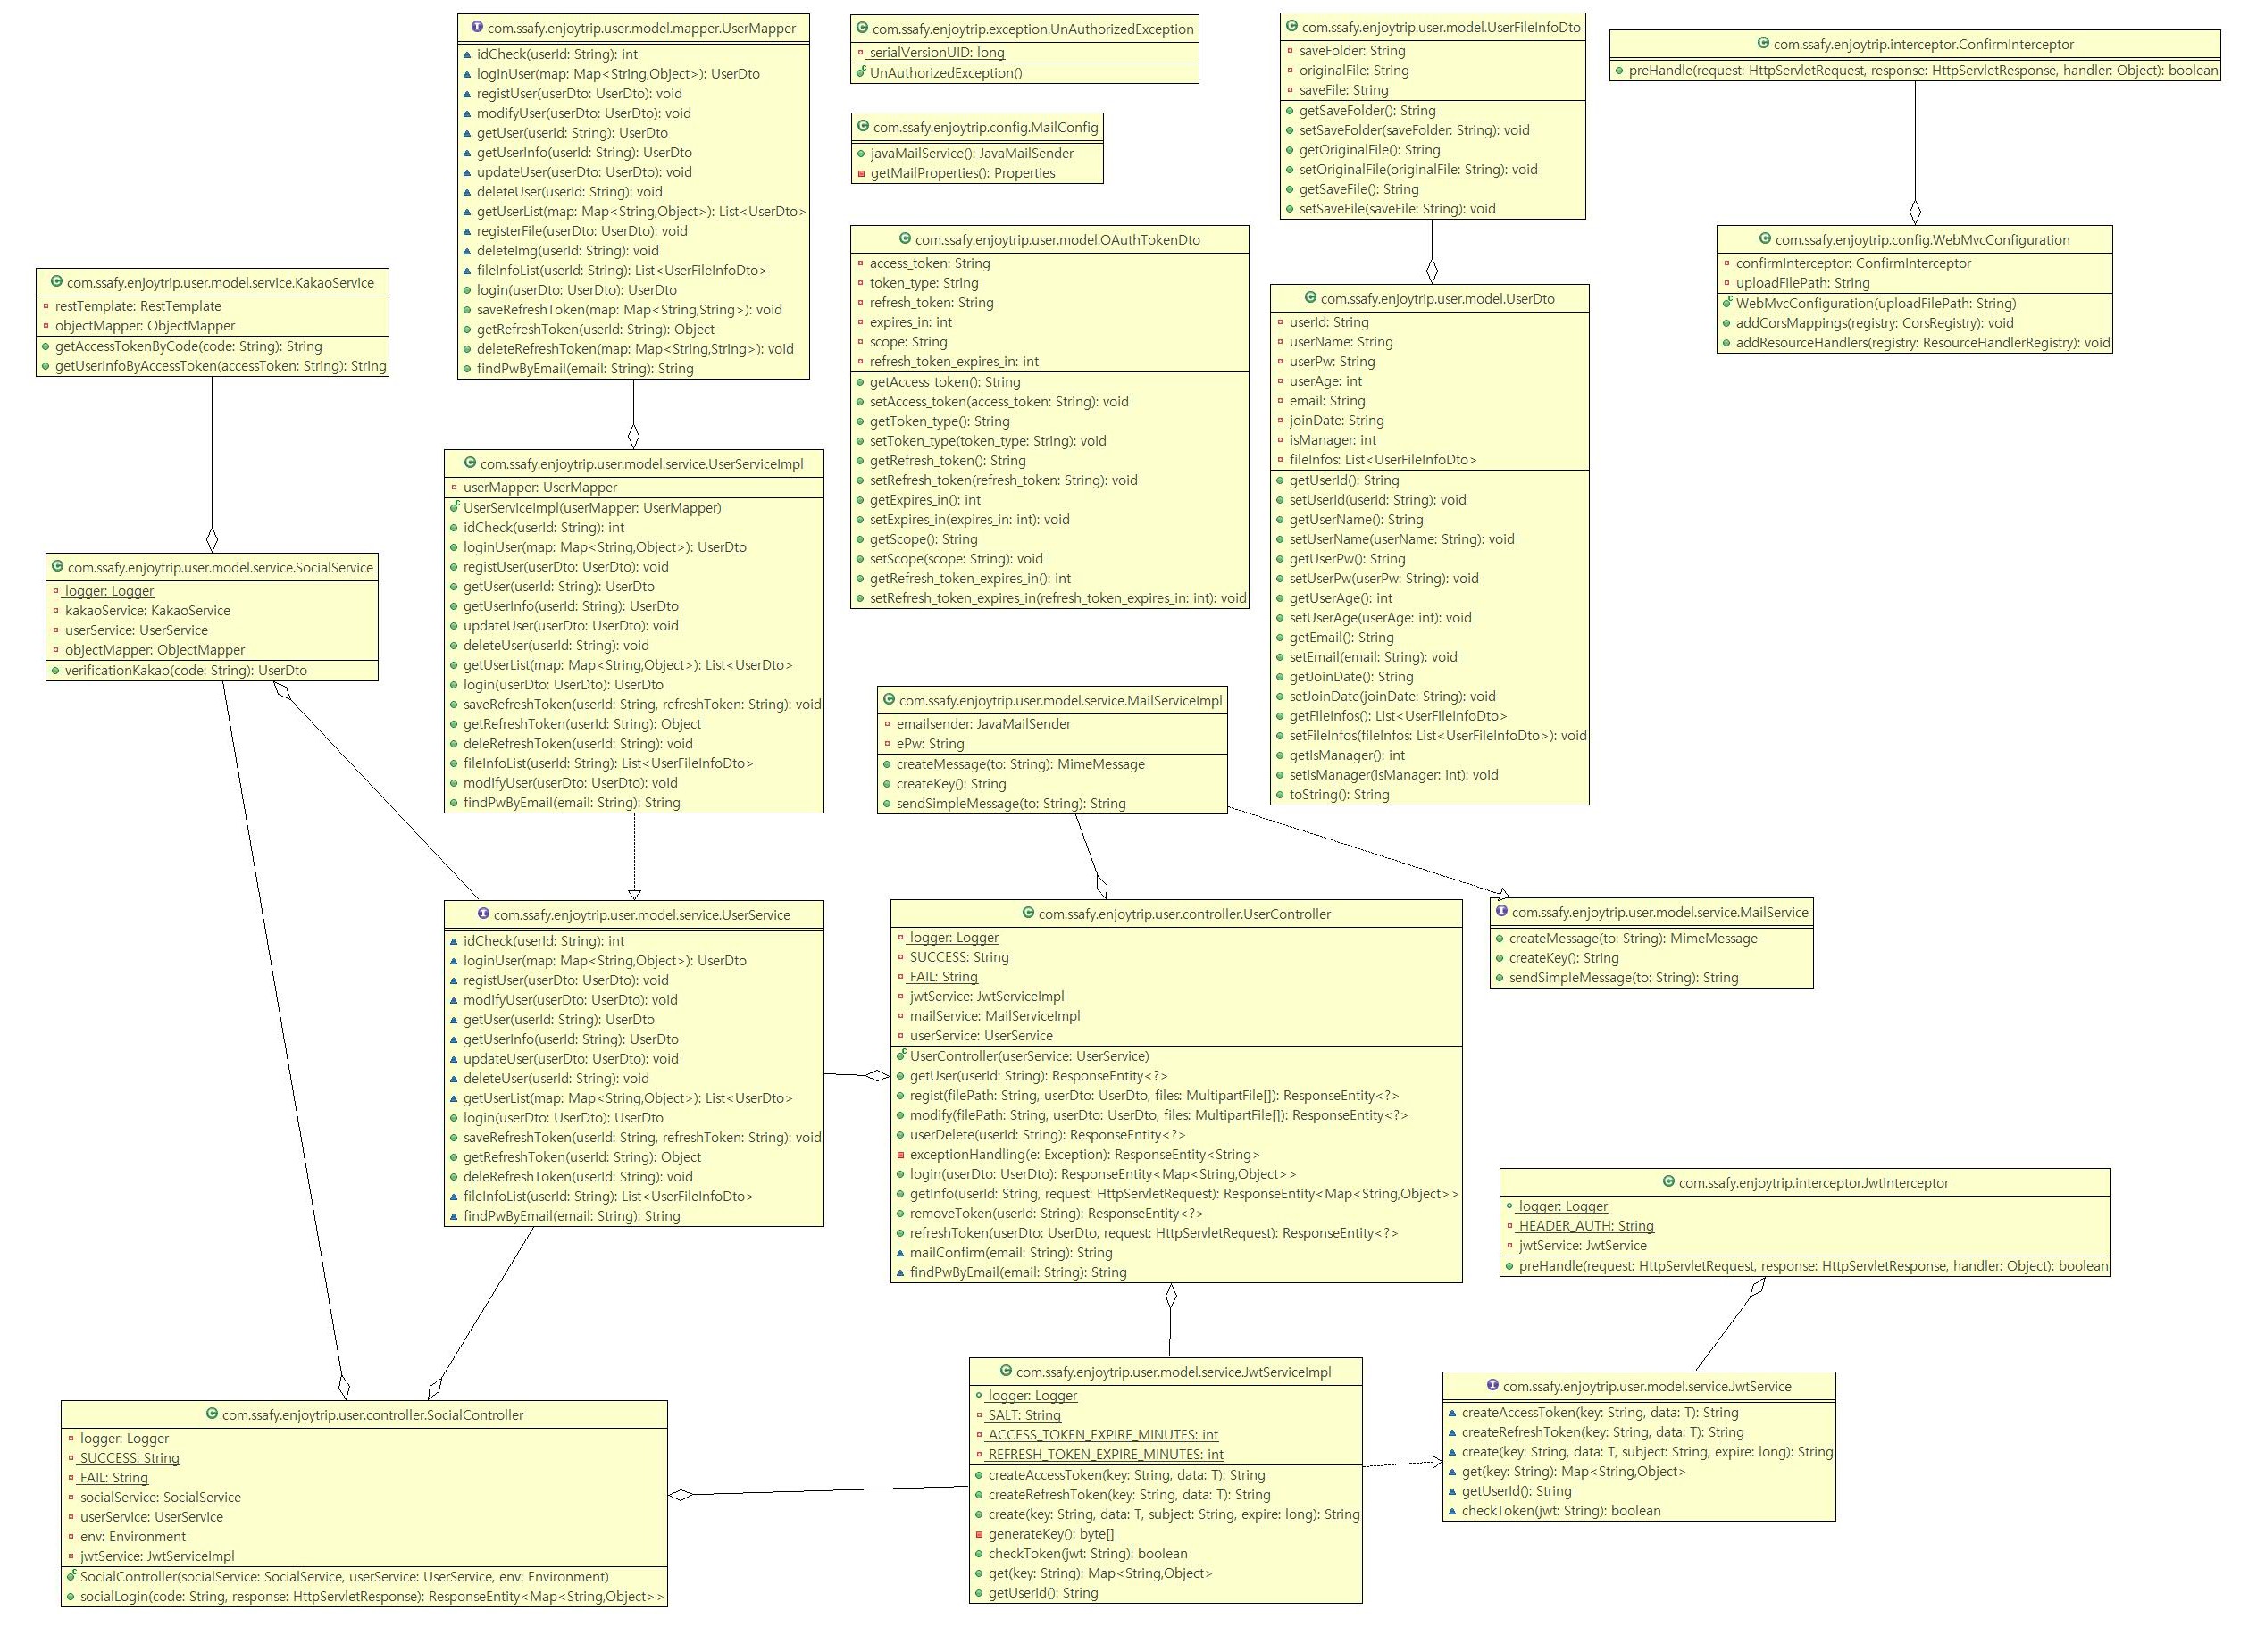 com.ssafy.enjoytrip.user.model.mapper.UserMapper
idCheck(userId: String): int
loginUser(map: Map<String,Object>): UserDto
registUser(userDto: UserDto): void
modifyUser(userDto: UserDto): void
getUser(userId: String): UserDto
getUserInfo(userId: String): UserDto
updateUser(userDto: UserDto): void
deleteUser(userId: String): void
getUserList(map: Map<String,Object>): List<UserDto>
registerFile(userDto: UserDto): void
deleteImg(userId: String): void
fileInfoList(userId: String): List<UserFileInfoDto>
login(userDto: UserDto): UserDto
saveRefreshToken(map: Map<String,String>): void
getRefreshToken(userId: String): Object
deleteRefreshToken(map: Map<String,String>): void
findPwByEmail(email: String): String
com.ssafy.enjoytrip.exception.UnAuthorizedException
serialVersionUID: long
UnAuthorizedException()
com.ssafy.enjoytrip.config.MailConfig
javaMailService(): JavaMailSender
getMailProperties(): Properties
com.ssafy.enjoytrip.user.model.UserFileInfoDto
saveFolder: String
originalFile: String
saveFile: String
getSaveFolder(): String
setSaveFolder(saveFolder: String): void
getOriginalFile(): String
setOriginalFile(originalFile: String): void
getSaveFile(): String
setSaveFile(saveFile: String): void
com.ssafy.enjoytrip.interceptor.ConfirmInterceptor
preHandle(request: HttpServletRequest, response: HttpServletResponse, handler: Object): boolean
com.ssafy.enjoytrip.config.WebMvcConfiguration
confirmInterceptor: ConfirmInterceptor
uploadFilePath: String
WebMvcConfiguration(uploadFilePath: String)
addCorsMappings(registry: CorsRegistry): void
addResourceHandlers(registry: ResourceHandlerRegistry): void
com.ssafy.enjoytrip.user.model.service.KakaoService
restTemplate: RestTemplate
objectMapper: ObjectMapper
getAccessTokenByCode(code: String): String
getUserInfoByAccessToken(accessToken: String): String
com.ssafy.enjoytrip.user.model.OAuthTokenDto
access_token: String
token_type: String
refresh_token: String
expires_in: int
scope: String
refresh_token_expires_in: int
getAccess_token(): String
setAccess_token(access_token: String): void
getToken_type(): String
setToken_type(token_type: String): void
getRefresh_token(): String
setRefresh_token(refresh_token: String): void
getExpires_in(): int
setExpires_in(expires_in: int): void
getScope(): String
setScope(scope: String): void
getRefresh_token_expires_in(): int
setRefresh_token_expires_in(refresh_token_expires_in: int): void
com.ssafy.enjoytrip.user.model.UserDto
userId: String
userName: String
userPw: String
userAge: int
email: String
joinDate: String
isManager: int
fileInfos: List<UserFileInfoDto>
getUserId(): String
setUserId(userId: String): void
getUserName(): String
setUserName(userName: String): void
getUserPw(): String
setUserPw(userPw: String): void
getUserAge(): int
setUserAge(userAge: int): void
getEmail(): String
setEmail(email: String): void
getJoinDate(): String
setJoinDate(joinDate: String): void
getFileInfos(): List<UserFileInfoDto>
setFileInfos(fileInfos: List<UserFileInfoDto>): void
getIsManager(): int
setIsManager(isManager: int): void
toString(): String
com.ssafy.enjoytrip.user.model.service.UserServiceImpl
userMapper: UserMapper
UserServiceImpl(userMapper: UserMapper)
idCheck(userId: String): int
loginUser(map: Map<String,Object>): UserDto
registUser(userDto: UserDto): void
getUser(userId: String): UserDto
getUserInfo(userId: String): UserDto
updateUser(userDto: UserDto): void
deleteUser(userId: String): void
getUserList(map: Map<String,Object>): List<UserDto>
login(userDto: UserDto): UserDto
saveRefreshToken(userId: String, refreshToken: String): void
getRefreshToken(userId: String): Object
deleRefreshToken(userId: String): void
fileInfoList(userId: String): List<UserFileInfoDto>
modifyUser(userDto: UserDto): void
findPwByEmail(email: String): String
com.ssafy.enjoytrip.user.model.service.SocialService
logger: Logger
kakaoService: KakaoService
userService: UserService
objectMapper: ObjectMapper
verificationKakao(code: String): UserDto
com.ssafy.enjoytrip.user.model.service.MailServiceImpl
emailsender: JavaMailSender
ePw: String
createMessage(to: String): MimeMessage
createKey(): String
sendSimpleMessage(to: String): String
com.ssafy.enjoytrip.user.model.service.UserService
idCheck(userId: String): int
loginUser(map: Map<String,Object>): UserDto
registUser(userDto: UserDto): void
modifyUser(userDto: UserDto): void
getUser(userId: String): UserDto
getUserInfo(userId: String): UserDto
updateUser(userDto: UserDto): void
deleteUser(userId: String): void
getUserList(map: Map<String,Object>): List<UserDto>
login(userDto: UserDto): UserDto
saveRefreshToken(userId: String, refreshToken: String): void
getRefreshToken(userId: String): Object
deleRefreshToken(userId: String): void
fileInfoList(userId: String): List<UserFileInfoDto>
findPwByEmail(email: String): String
com.ssafy.enjoytrip.user.controller.UserController
logger: Logger
SUCCESS: String
FAIL: String
jwtService: JwtServiceImpl
mailService: MailServiceImpl
userService: UserService
UserController(userService: UserService)
getUser(userId: String): ResponseEntity<?>
regist(filePath: String, userDto: UserDto, files: MultipartFile[]): ResponseEntity<?>
modify(filePath: String, userDto: UserDto, files: MultipartFile[]): ResponseEntity<?>
userDelete(userId: String): ResponseEntity<?>
exceptionHandling(e: Exception): ResponseEntity<String>
login(userDto: UserDto): ResponseEntity<Map<String,Object>>
getInfo(userId: String, request: HttpServletRequest): ResponseEntity<Map<String,Object>>
removeToken(userId: String): ResponseEntity<?>
refreshToken(userDto: UserDto, request: HttpServletRequest): ResponseEntity<?>
mailConfirm(email: String): String
findPwByEmail(email: String): String
com.ssafy.enjoytrip.user.model.service.MailService
createMessage(to: String): MimeMessage
createKey(): String
sendSimpleMessage(to: String): String
com.ssafy.enjoytrip.interceptor.JwtInterceptor
logger: Logger
HEADER_AUTH: String
jwtService: JwtService
preHandle(request: HttpServletRequest, response: HttpServletResponse, handler: Object): boolean
com.ssafy.enjoytrip.user.controller.SocialController
logger: Logger
SUCCESS: String
FAIL: String
socialService: SocialService
userService: UserService
env: Environment
jwtService: JwtServiceImpl
SocialController(socialService: SocialService, userService: UserService, env: Environment)
socialLogin(code: String, response: HttpServletResponse): ResponseEntity<Map<String,Object>>
com.ssafy.enjoytrip.user.model.service.JwtServiceImpl
logger: Logger
SALT: String
ACCESS_TOKEN_EXPIRE_MINUTES: int
REFRESH_TOKEN_EXPIRE_MINUTES: int
createAccessToken(key: String, data: T): String
createRefreshToken(key: String, data: T): String
create(key: String, data: T, subject: String, expire: long): String
generateKey(): byte[]
checkToken(jwt: String): boolean
get(key: String): Map<String,Object>
getUserId(): String
com.ssafy.enjoytrip.user.model.service.JwtService
createAccessToken(key: String, data: T): String
createRefreshToken(key: String, data: T): String
create(key: String, data: T, subject: String, expire: long): String
get(key: String): Map<String,Object>
getUserId(): String
checkToken(jwt: String): boolean